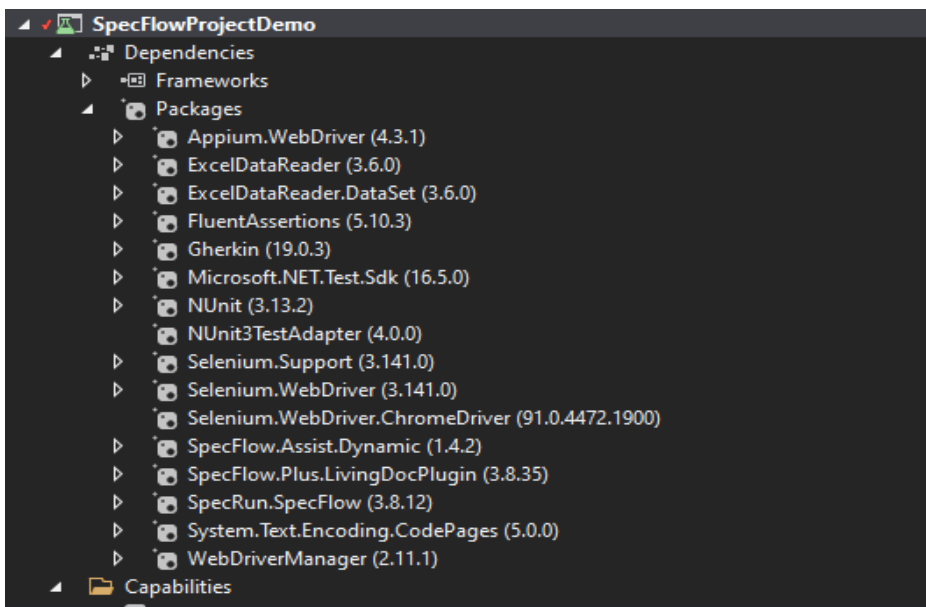 SpecFlowProjectDemo
Dependencies
Frameworks
Packages
Appium.WebDriver (4.3.1)
ExcelDataReader (3.6.0)
ExcelDataReader.DataSet (3.6.0)
FluentAssertions (5.10.3)
Gherkin (19.0.3)
Microsoft.NET.Test.Sdk (16.5.0)
NUnit (3.13.2)
NUnit3TestAdapter (4.0.0)
Selenium.Support (3.141.0)
Selenium.WebDriver (3.141.0)
Selenium.WebDriver.ChromeDriver (91.0.4472.1900)
SpecFlow.Assist.Dynamic (1.4.2)
SpecFlow.Plus.LivingDocPlugin (3.8.35)
SpecRun.SpecFlow (3.8.12)
System.Text.Encoding.CodePages (5.0.0)
WebDriverManager (2.11.1)
Capabilities